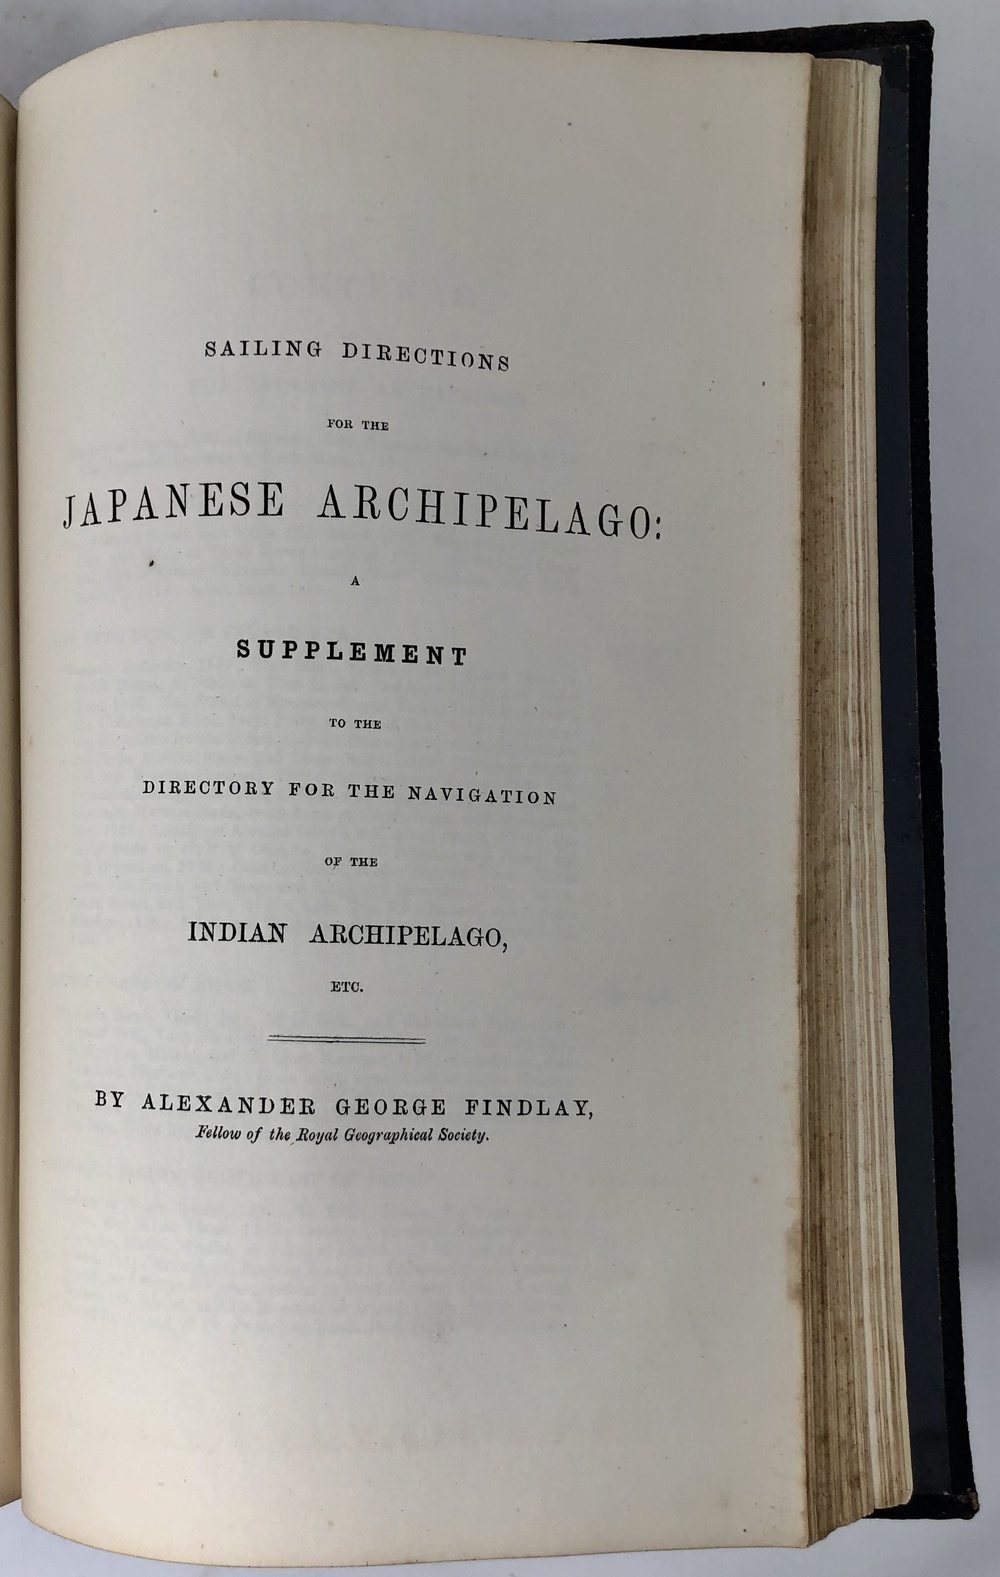 SAILING DIRECTIONS
FOR THE
JAPANESE ARCHIPELAGO:
A
SUPPLEMENT
TO THE
DIRECTORY FOR THE NAVIGATION
OF THE
INDIAN ARCHIPELAGO,
ETC.
BY ALEXANDER GEORGE FINDLAY,
Fellow of the Royal Geographical Society.